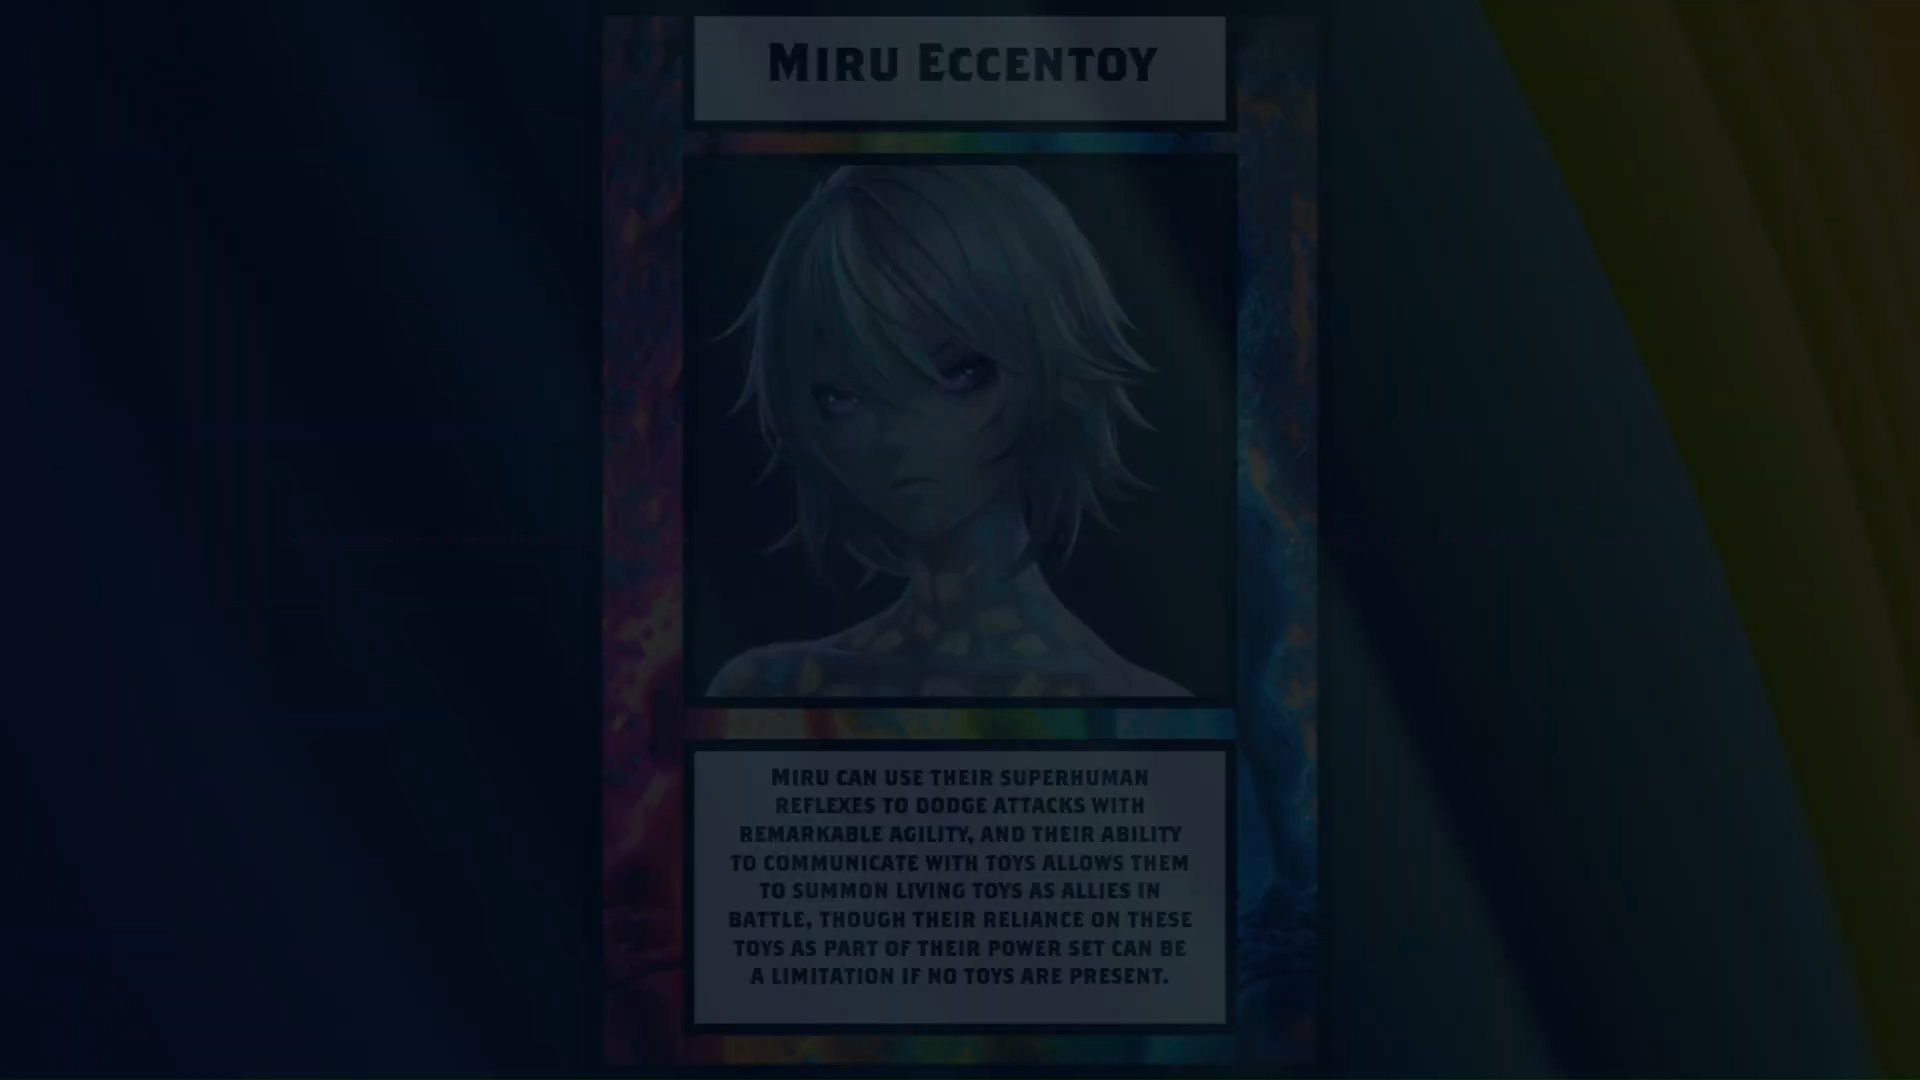 Miru Eccentoy
Miru can use their superhuman
reflexes to dodge attacks with
remarkable agility, and their ability
to communicate with toys allows them
to summon living toys as allies in
battle, though their reliance on these
toys as part of their power set can be
a limitation if no toys are present.